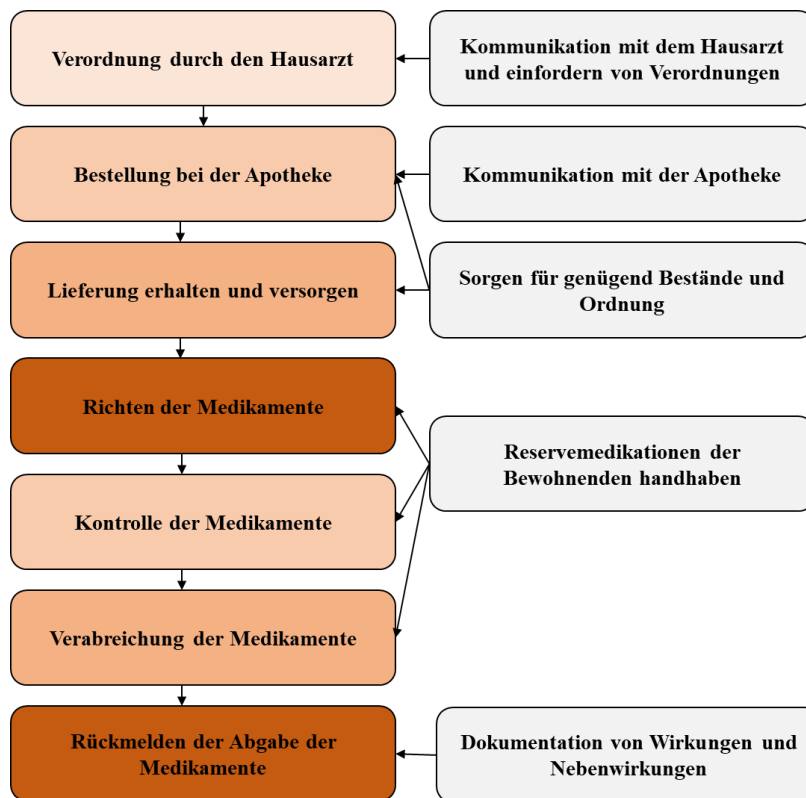 Verordnung durch den Hausarzt
Kommunikation mit dem Hausarzt
und einfordern von Verordnungen
Bestellung bei der Apotheke
Kommunikation mit der Apotheke
Lieferung erhalten und versorgen
Sorgen für genügend Bestände und
Ordnung
Richten der Medikamente
Reservemedikationen der
Bewohnenden handhaben
Kontrolle der Medikamente
Verabreichung der Medikamente
Rückmelden der Abgabe der
Medikamente
Dokumentation von Wirkungen und
Nebenwirkungen